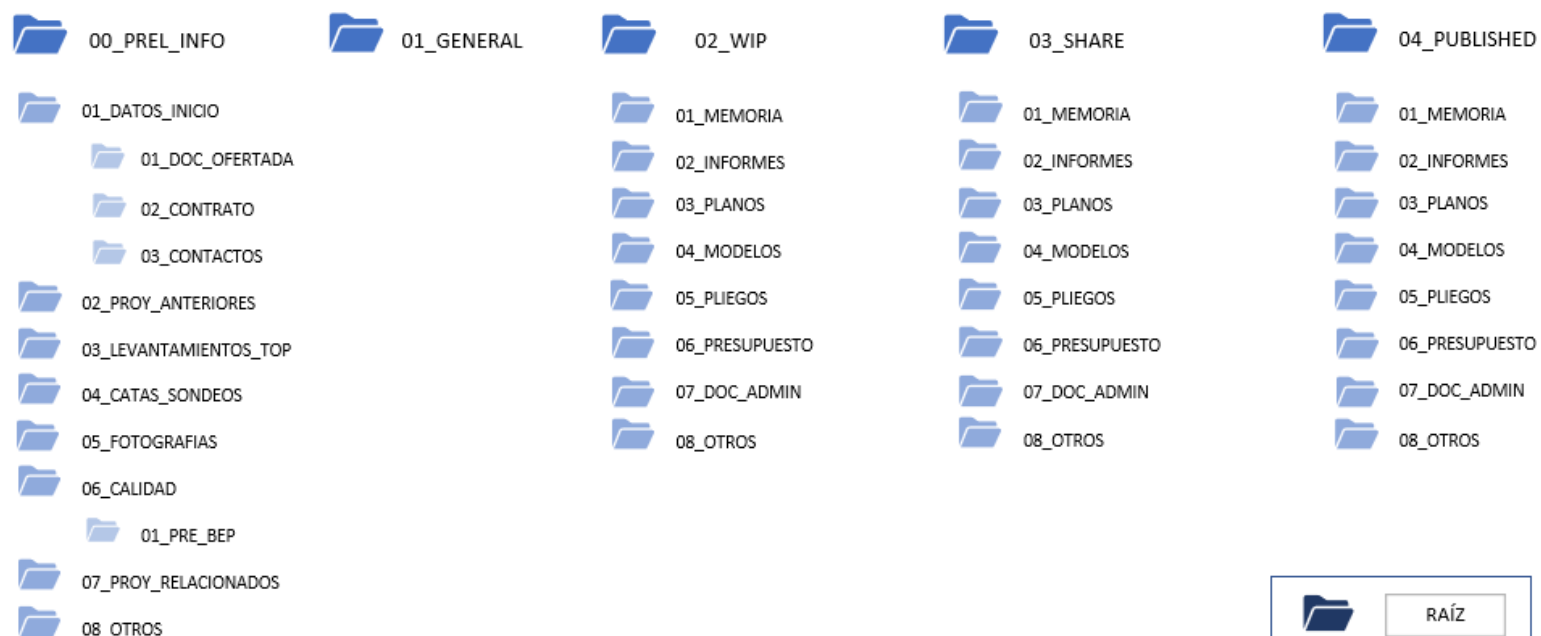 00_PREL_INFO
01_DATOS_INICIO
01_DOC_OFERTADA
02_CONTRATO
03_CONTACTOS
02_PROY_ANTERIORES
03_LEVANTAMIENTOS_TOP
04_CATAS_SONDEOS
05_FOTOGRAFIAS
06_CALIDAD
01_PRE_BEP
07_PROY_RELACIONADOS
08_OTROS
01_GENERAL
02_WIP
01_MEMORIA
02_INFORMES
03_PLANOS
04_MODELOS
05_PLIEGOS
06_PRESUPUESTO
07_DOC_ADMIN
08_OTROS
03_SHARE
01_MEMORIA
02_INFORMES
03_PLANOS
04_MODELOS
05_PLIEGOS
06_PRESUPUESTO
07_DOC_ADMIN
08_OTROS
04_PUBLISHED
01_MEMORIA
02_INFORMES
03_PLANOS
04_MODELOS
05_PLIEGOS
06_PRESUPUESTO
07_DOC_ADMIN
08_OTROS
RAÍZ